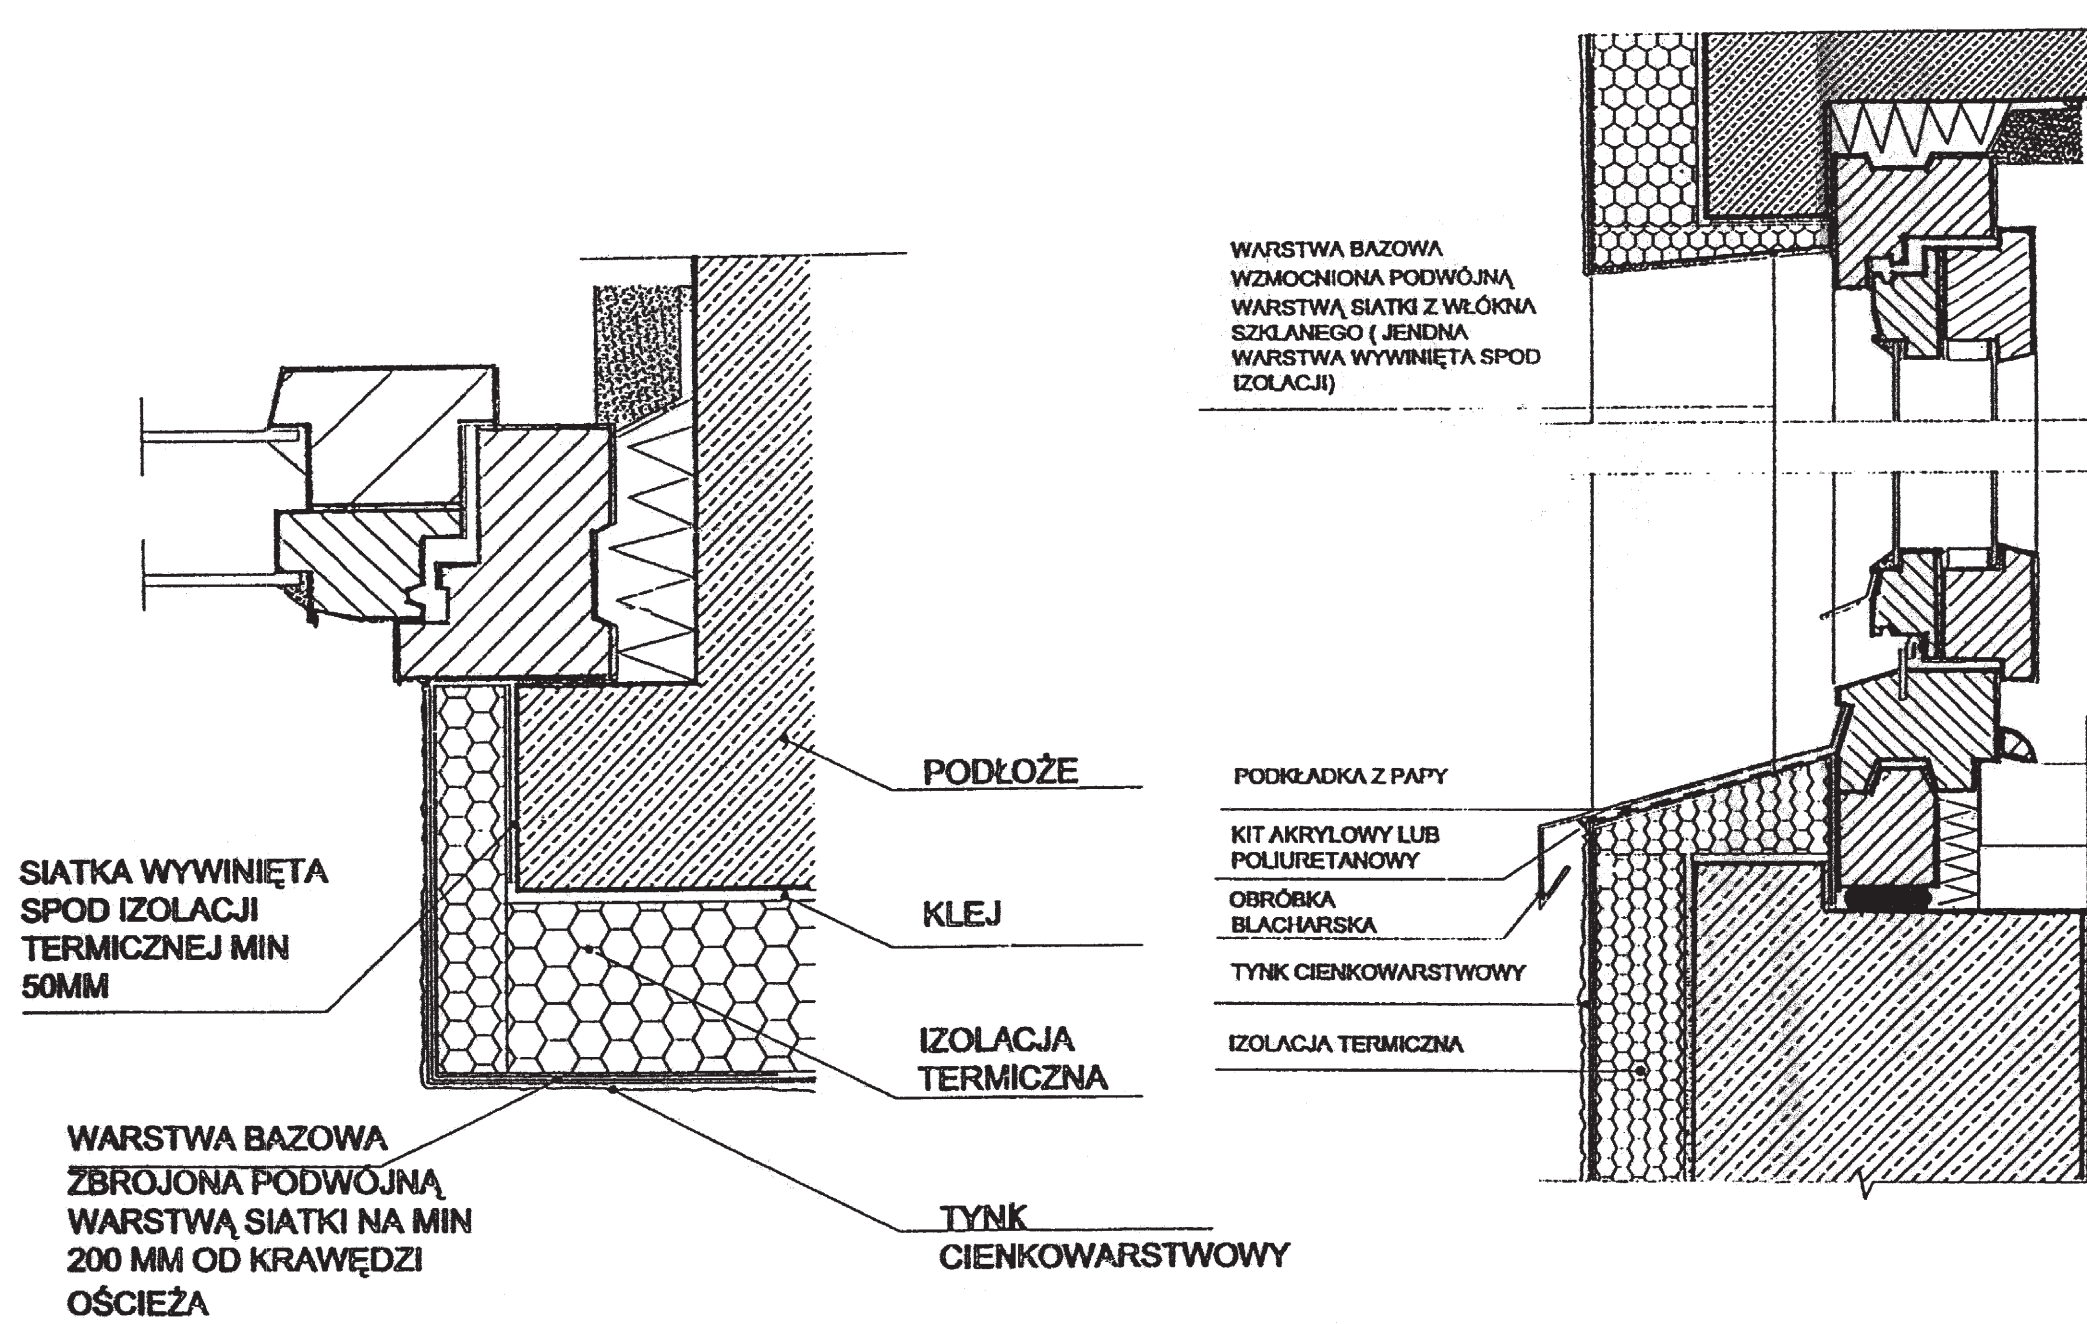 SIATKA WYWINIĘTA
SPOD IZOLACJI
TERMICZNEJ MIN
50MM
WARSTWA BAZOWA
ZBROJONA PODWÓJNĄ
WARSTWĄ SIATKI NA MIN
200 MM OD KRAWĘDZI
OŚCIEŻA
PODŁOŻE
KLEJ
IZOLACJA
TERMICZNA
TYNK
CIENKOWARSTWOWY
WARSTWA BAZOWA
WZMOCNIONA PODWÓJNĄ
WARSTWĄ SIATKI Z WŁÓKNA
SZKLANEGO ( JENDNA
WARSTWA WYWINIĘTA SPOD
IZOLACJI)
PODKŁADKA Z PAPY
KIT AKRYLOWY LUB
POLIURETANOWY
OBRÓBKA
BLACHARSKA
TYNK CIENKOWARSTWOWY
IZOLACJA TERMICZNA